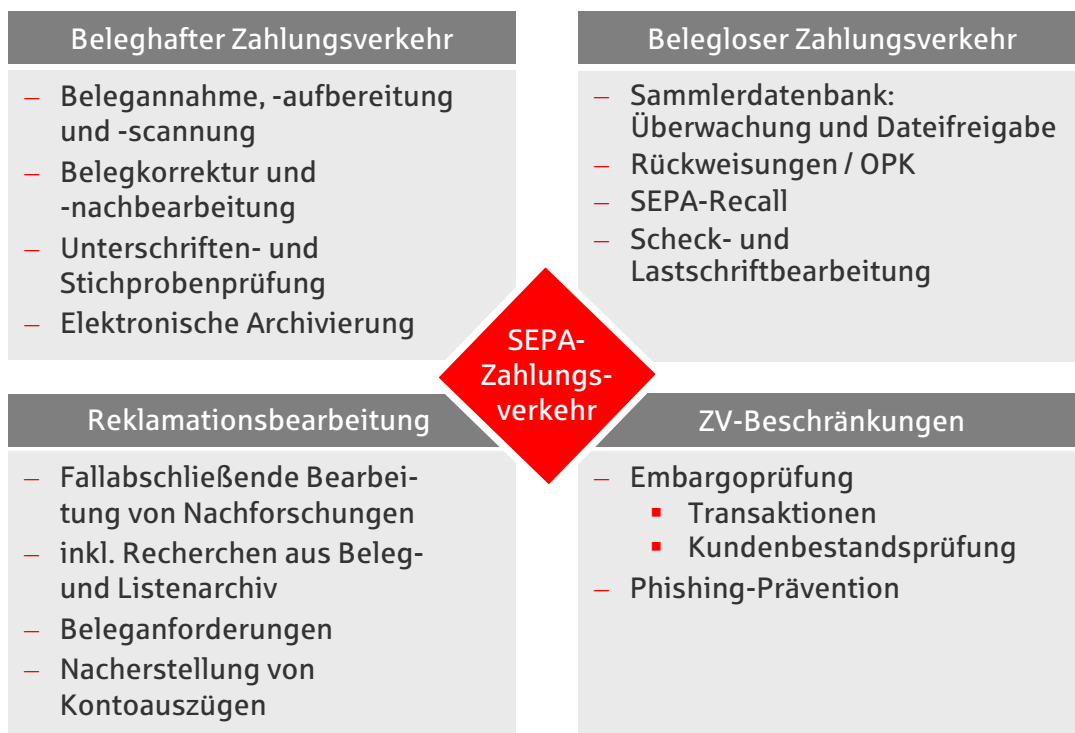 Beleghafter Zahlungsverkehr
– Belegannahme, -aufbereitung
und -scannung
– Belegkorrektur und
-nachbearbeitung
– Unterschriften- und
Stichprobenprüfung
– Elektronische Archivierung
Belegloser Zahlungsverkehr
– Sammlerdatenbank:
Überwachung und Dateifreigabe
– Rückweisungen / OPK
– SEPA-Recall
– Scheck- und
Lastschriftbearbeitung
SEPA-
Zahlungs-
verkehr
Reklamationsbearbeitung
– Fallabschließende Bearbei-
tung von Nachforschungen
– inkl. Recherchen aus Beleg-
und Listenarchiv
– Beleganforderungen
– Nacherstellung von
Kontoauszügen
ZV-Beschränkungen
– Embargoprüfung
▪ Transaktionen
▪ Kundenbestandsprüfung
– Phishing-Prävention